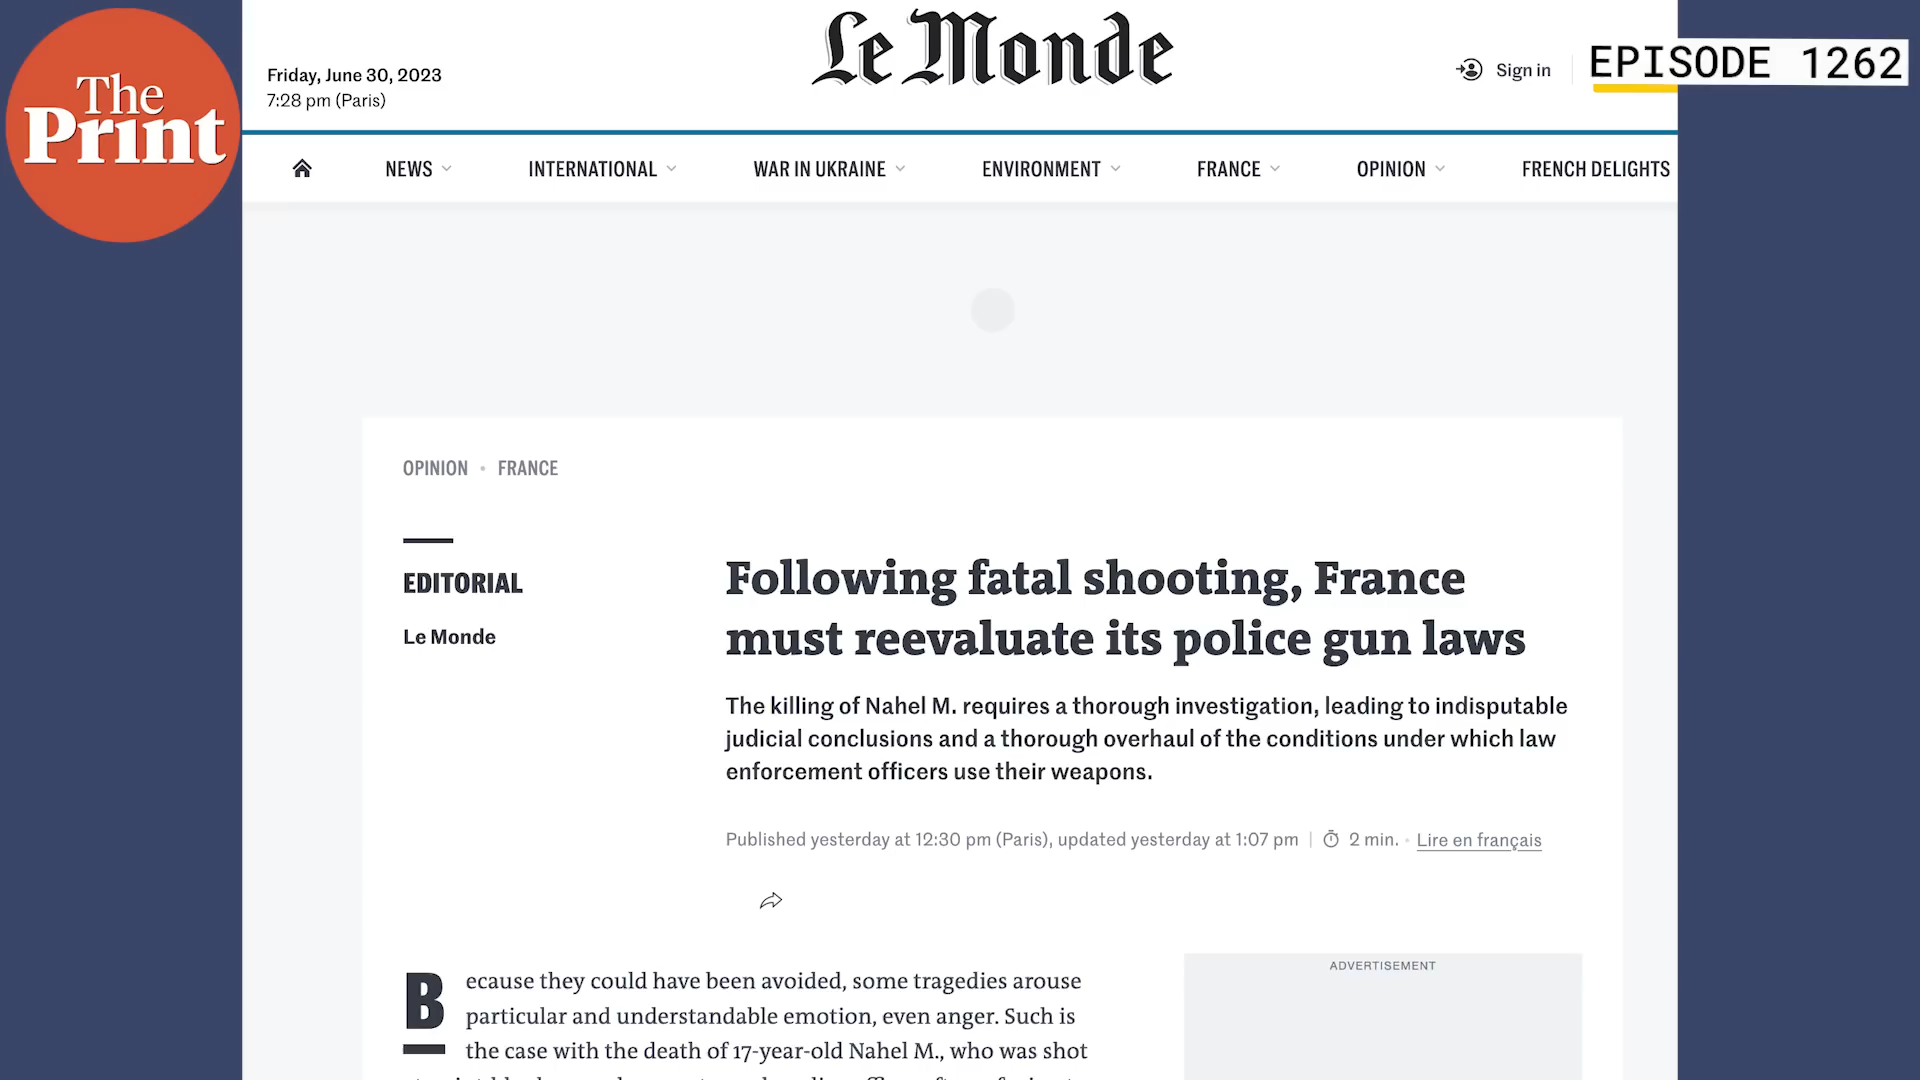 The
Print
Friday, June 30, 2023
7:28 pm (Paris)
Le Monde
Sign in
EPISODE 1262
NEWS
INTERNATIONAL
WAR IN UKRAINE
ENVIRONMENT
FRANCE
OPINION
FRENCH DELIGHTS
OPINION • FRANCE
EDITORIAL
Le Monde
Following fatal shooting, France
must reevaluate its police gun laws
The killing of Nahel M. requires a thorough investigation, leading to indisputable
judicial conclusions and a thorough overhaul of the conditions under which law
enforcement officers use their weapons.
Published yesterday at 12:30 pm (Paris), updated yesterday at 1:07 pm | 2 min. • Lire en français
Because they could have been avoided, some tragedies arouse
particular and understandable emotion, even anger. Such is
the case with the death of 17-year-old Nahel M., who was shot
ADVERTISEMENT